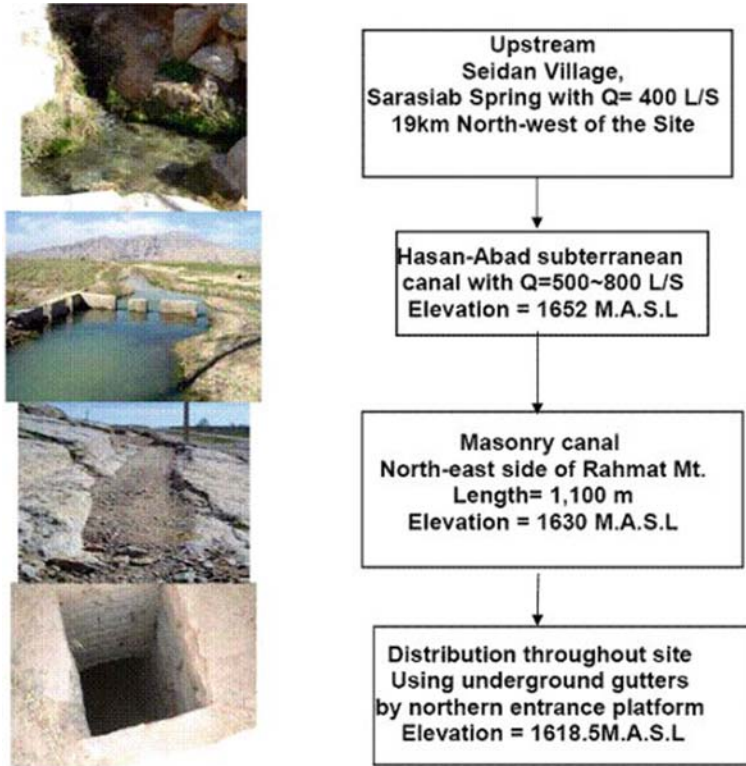 Upstream
Seidan Village,
Sarasiab Spring with Q= 400 L/S
19km North-west of the Site
Hasan-Abad subterranean
canal with Q=500~800 L/S
Elevation = 1652 M.A.S.L
Masonry canal
North-east side of Rahmat Mt.
Length= 1,100 m
Elevation = 1630 M.A.S.L
Distribution throughout site
Using underground gutters
by northern entrance platform
Elevation = 1618.5M.A.S.L